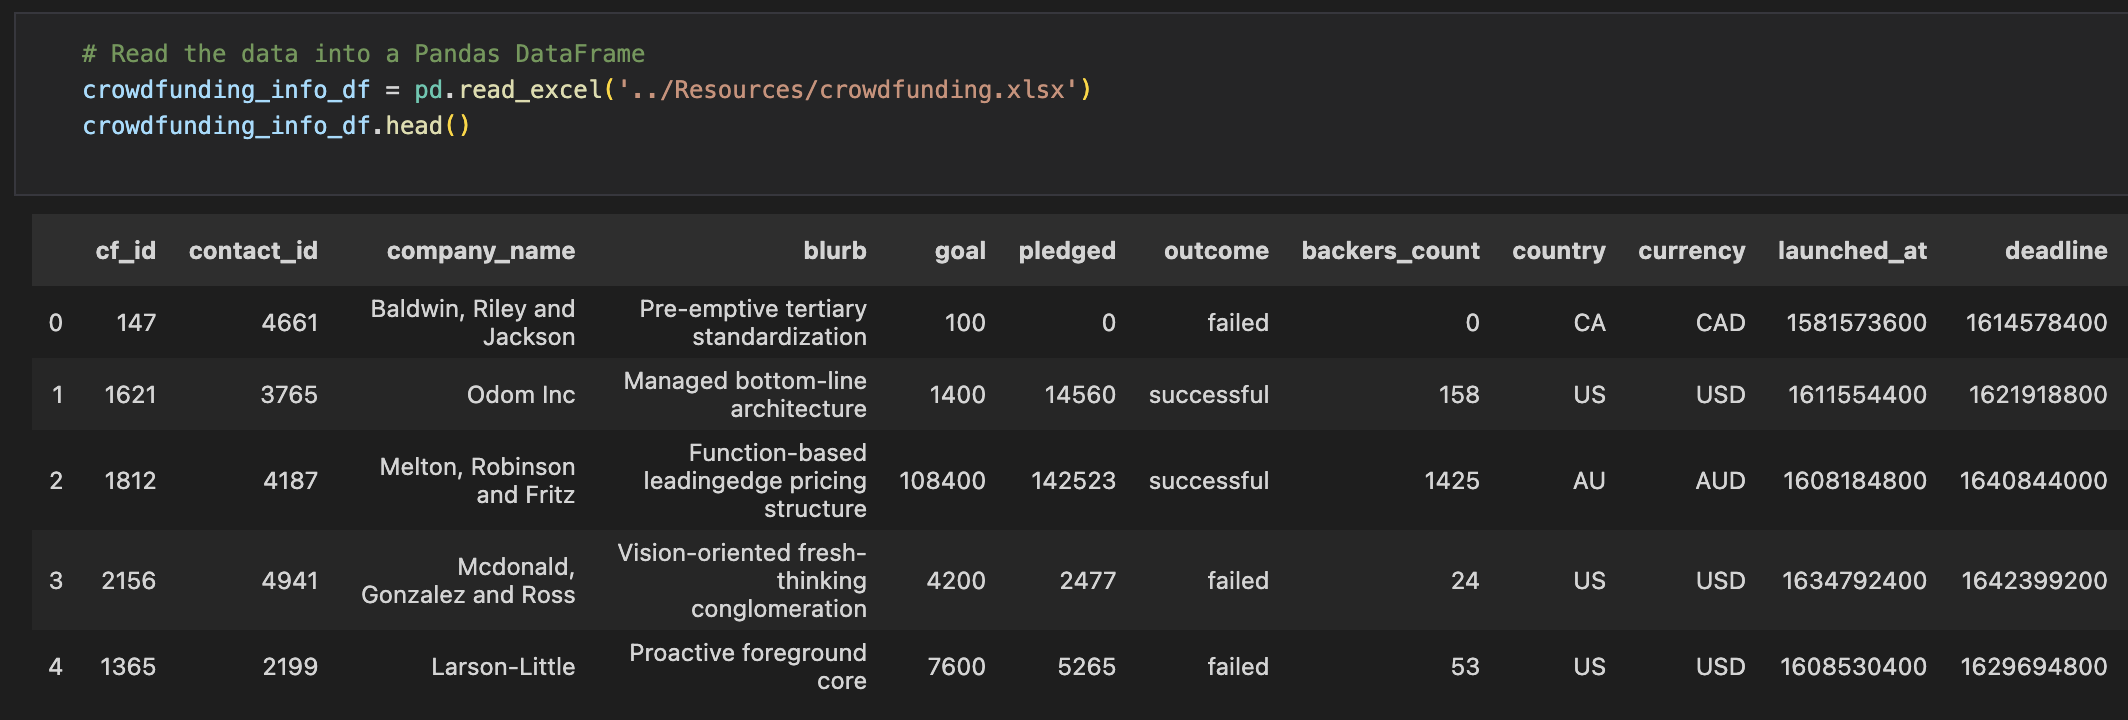 # Read the data into a Pandas DataFrame
crowdfunding_info_df = pd.read_excel('../Resources/crowdfunding.xlsx')
crowdfunding_info_df.head()
cf_id contact_id company_name blurb goal pledged outcome backers_count country currency launched_at deadline
0 147 4661 Baldwin, Riley and Jackson Pre-emptive tertiary standardization 100 0 failed 0 CA CAD 1581573600 1614578400
1 1621 3765 Odom Inc Managed bottom-line architecture 1400 14560 successful 158 US USD 1611554400 1621918800
2 1812 4187 Melton, Robinson and Fritz Function-based leadingedge pricing structure 108400 142523 successful 1425 AU AUD 1608184800 1640844000
3 2156 4941 Mcdonald, Gonzalez and Ross Vision-oriented fresh-thinking conglomeration 4200 2477 failed 24 US USD 1634792400 1642399200
4 1365 2199 Larson-Little Proactive foreground core 7600 5265 failed 53 US USD 1608530400 1629694800